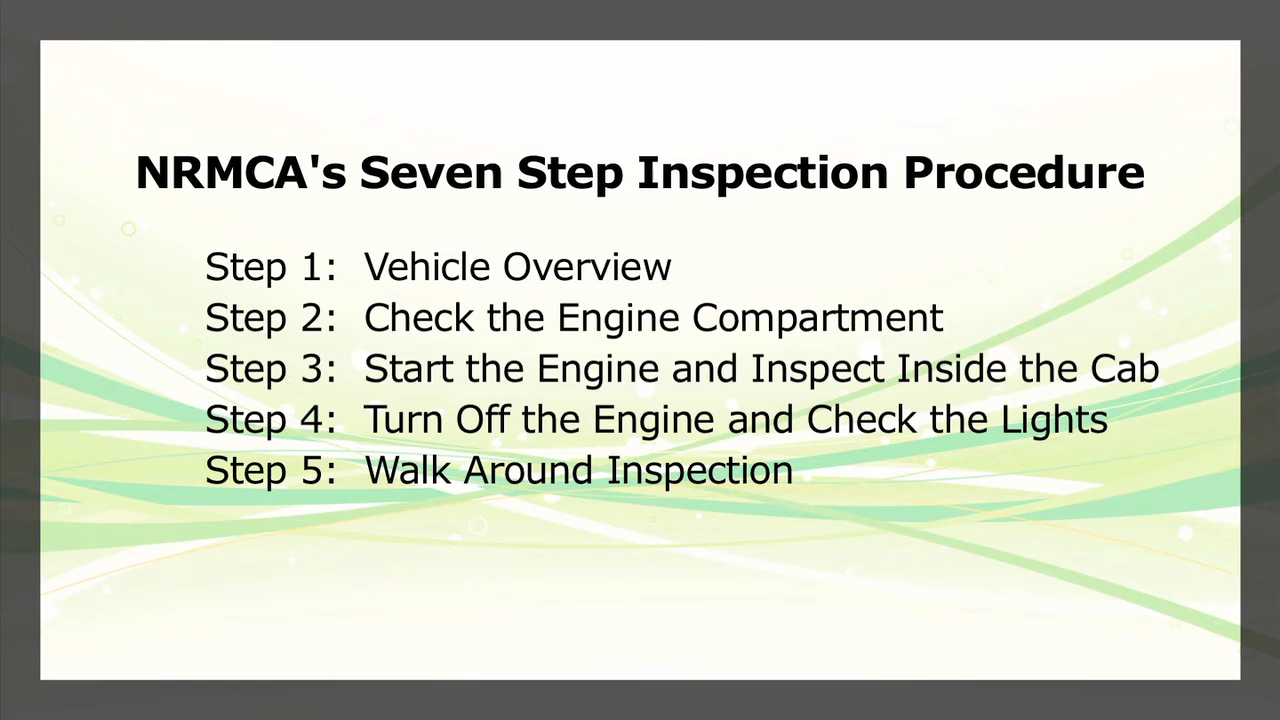 NRMCA's Seven Step Inspection Procedure
Step 1: Vehicle Overview
Step 2: Check the Engine Compartment
Step 3: Start the Engine and Inspect Inside the Cab
Step 4: Turn Off the Engine and Check the Lights
Step 5: Walk Around Inspection